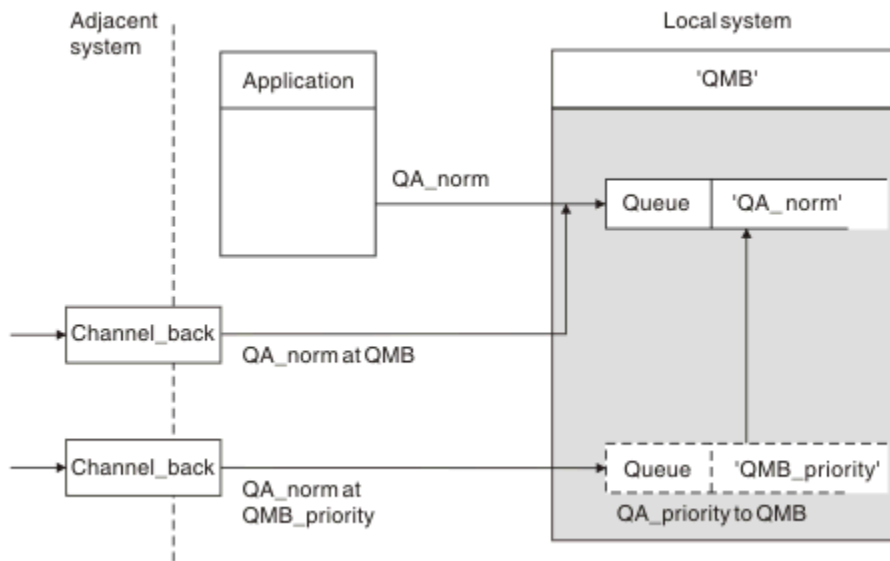 Adjacent
system
Local system
Application
'QMB'
QA_norm
Queue
'QA_norm'
Channel_back
QA_norm at QMB
Channel_back
Queue
'QMB_priority'
QA_norm at
QMB_priority
QA_priority to QMB